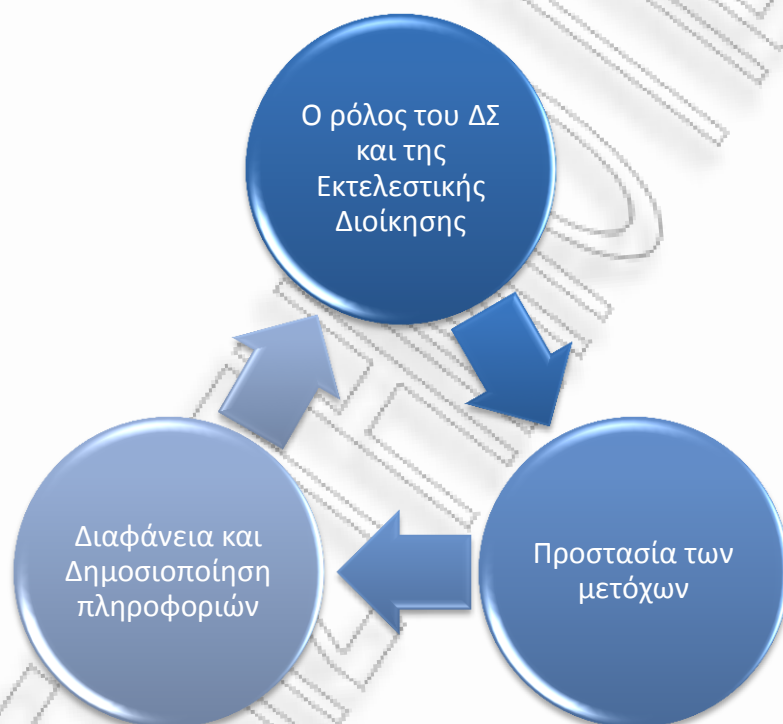 Ο ρόλος του ΔΣ
και της
Εκτελεστικής
Διοίκησης
Προστασία των
μετόχων
Διαφάνεια και
Δημοσιοποίηση
πληροφοριών